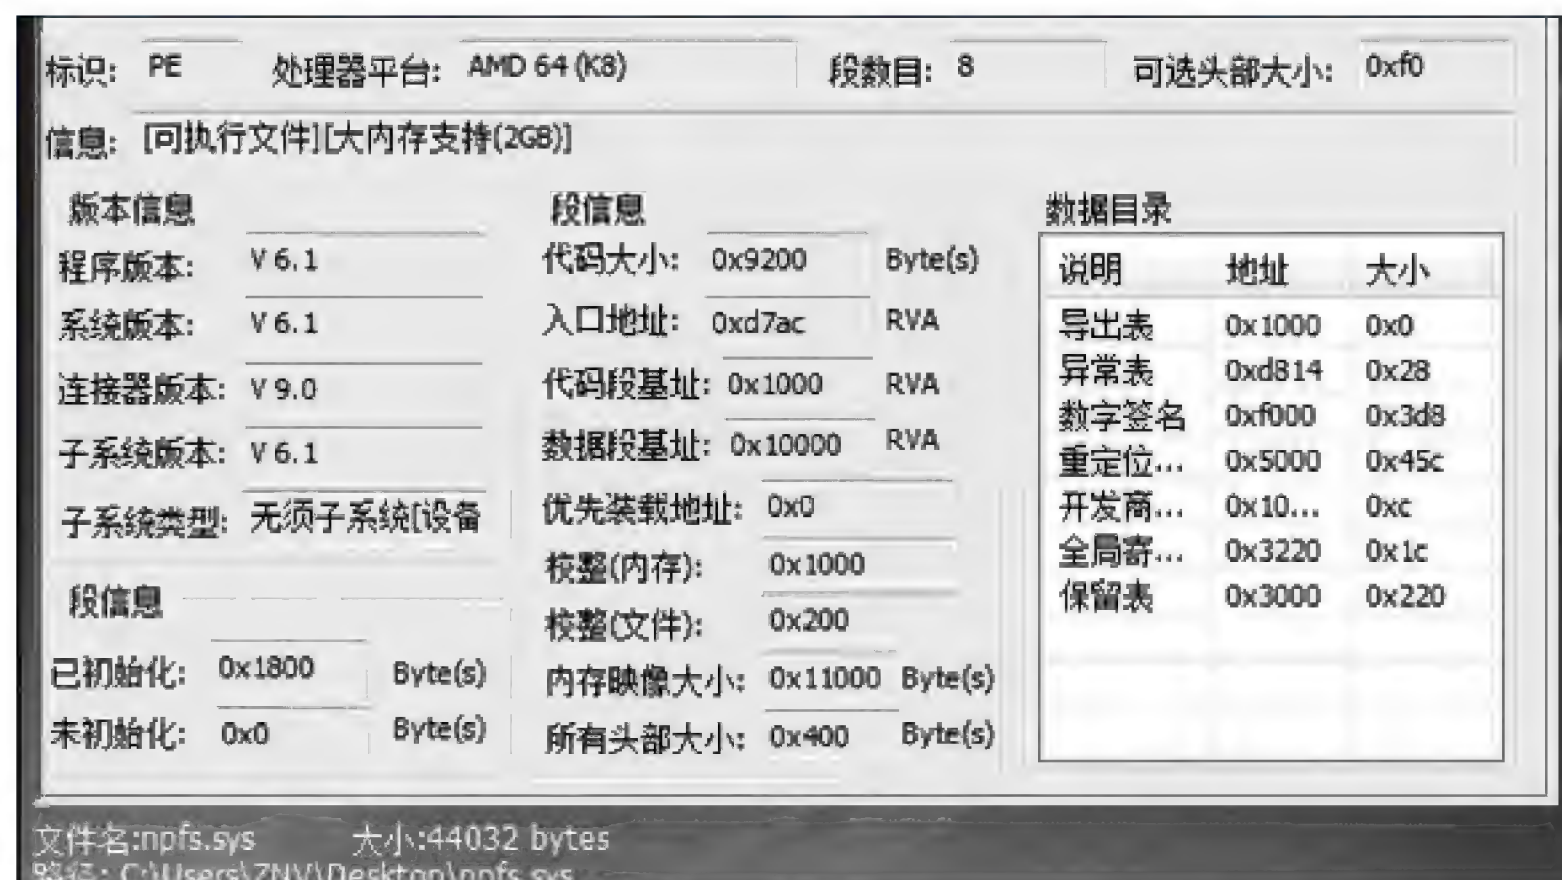 标识: PE 处理器平台: AMD 64 (K8) 段数目: 8 可选头部大小: 0xf0
信息: [可执行文件][大内存支持(2GB)]
版本信息
程序版本: V 6.1
系统版本: V 6.1
连接器版本: V 9.0
子系统版本: V 6.1
子系统类型: 无须子系统[设备
段信息
已初始化: 0x1800 Byte(s)
未初始化: 0x0 Byte(s)
段信息
代码大小: 0x9200 Byte(s)
入口地址: 0xd7ac RVA
代码段基址: 0x1000 RVA
数据段基址: 0x10000 RVA
优先装载地址: 0x0
校整(内存): 0x1000
校整(文件): 0x200
内存映像大小: 0x11000 Byte(s)
所有头部大小: 0x400 Byte(s)
数据目录
说明 地址 大小
导出表 0x1000 0x0
异常表 0xd814 0x28
数字签名 0xf000 0x3d8
重定位... 0x5000 0x45c
开发商... 0x10... 0xc
全局寄... 0x3220 0x1c
保留表 0x3000 0x220
文件名:npfs.sys 大小:44032 bytes
路径: C:\Users\ZNV\Desktop\npfs.sys